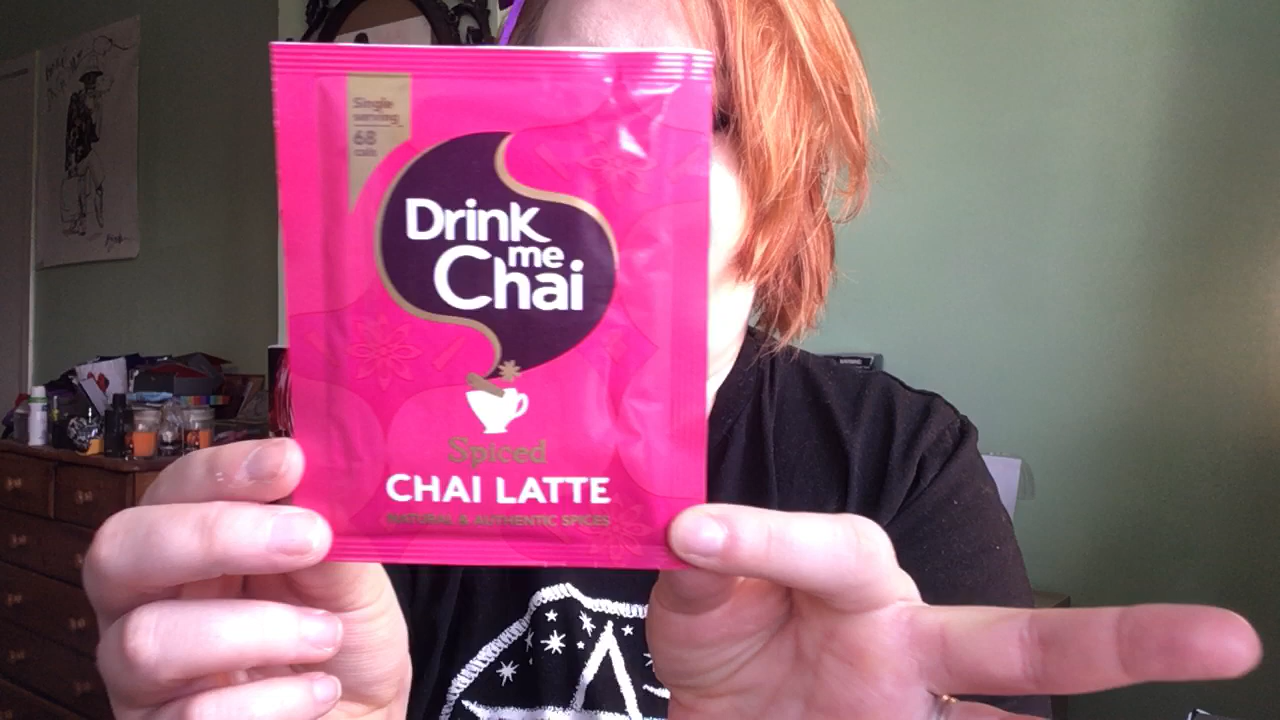 Single
serving
68
cals
Drink
me
Chai
Spiced
CHAI LATTE
NATURAL & AUTHENTIC SPICES